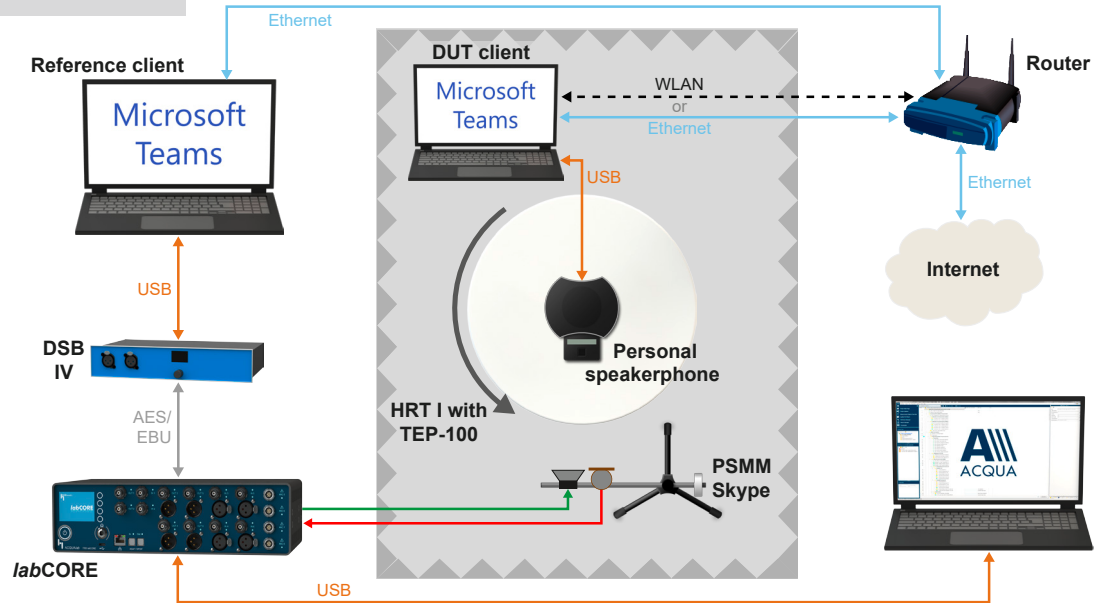 Ethernet
Reference client
Microsoft
Teams
DUT client
Microsoft
Teams
WLAN
or
Ethernet
Router
USB
Ethernet
Internet
USB
DSB
IV
Personal
speakerphone
HRT I with
TEP-100
AES/
EBU
PSMM
Skype
ACQUA
labCORE
labCORE
USB